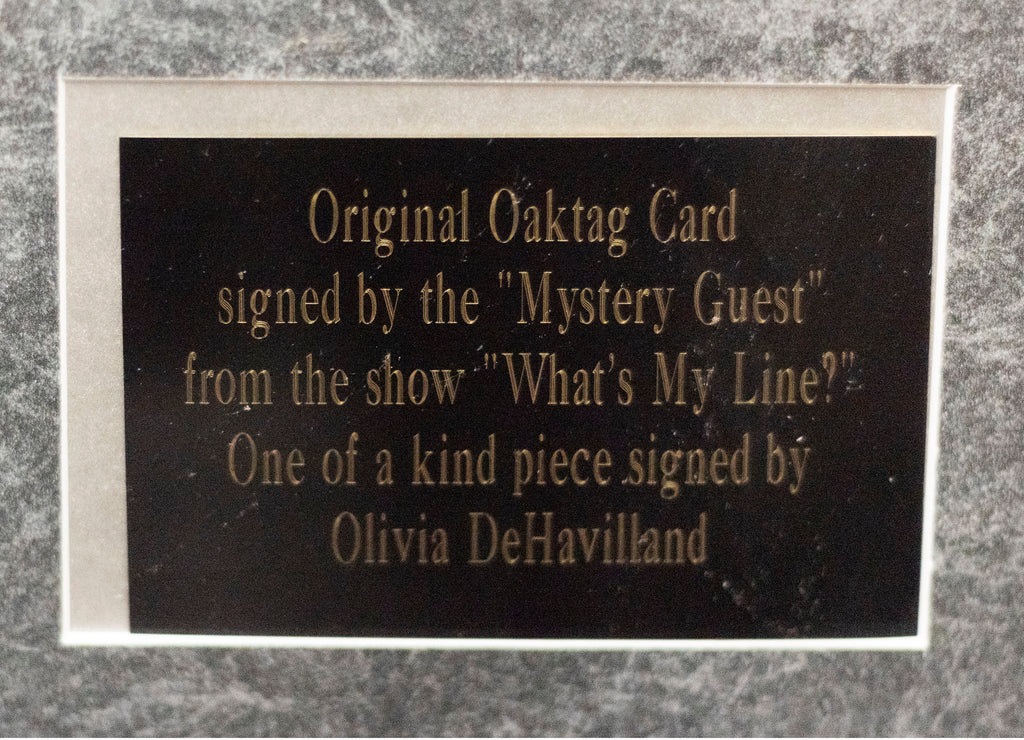 Original Oaktag Card
signed by the "Mystery Guest"
from the show "What's My Line?"
One of a kind piece signed by
Olivia DeHavilland